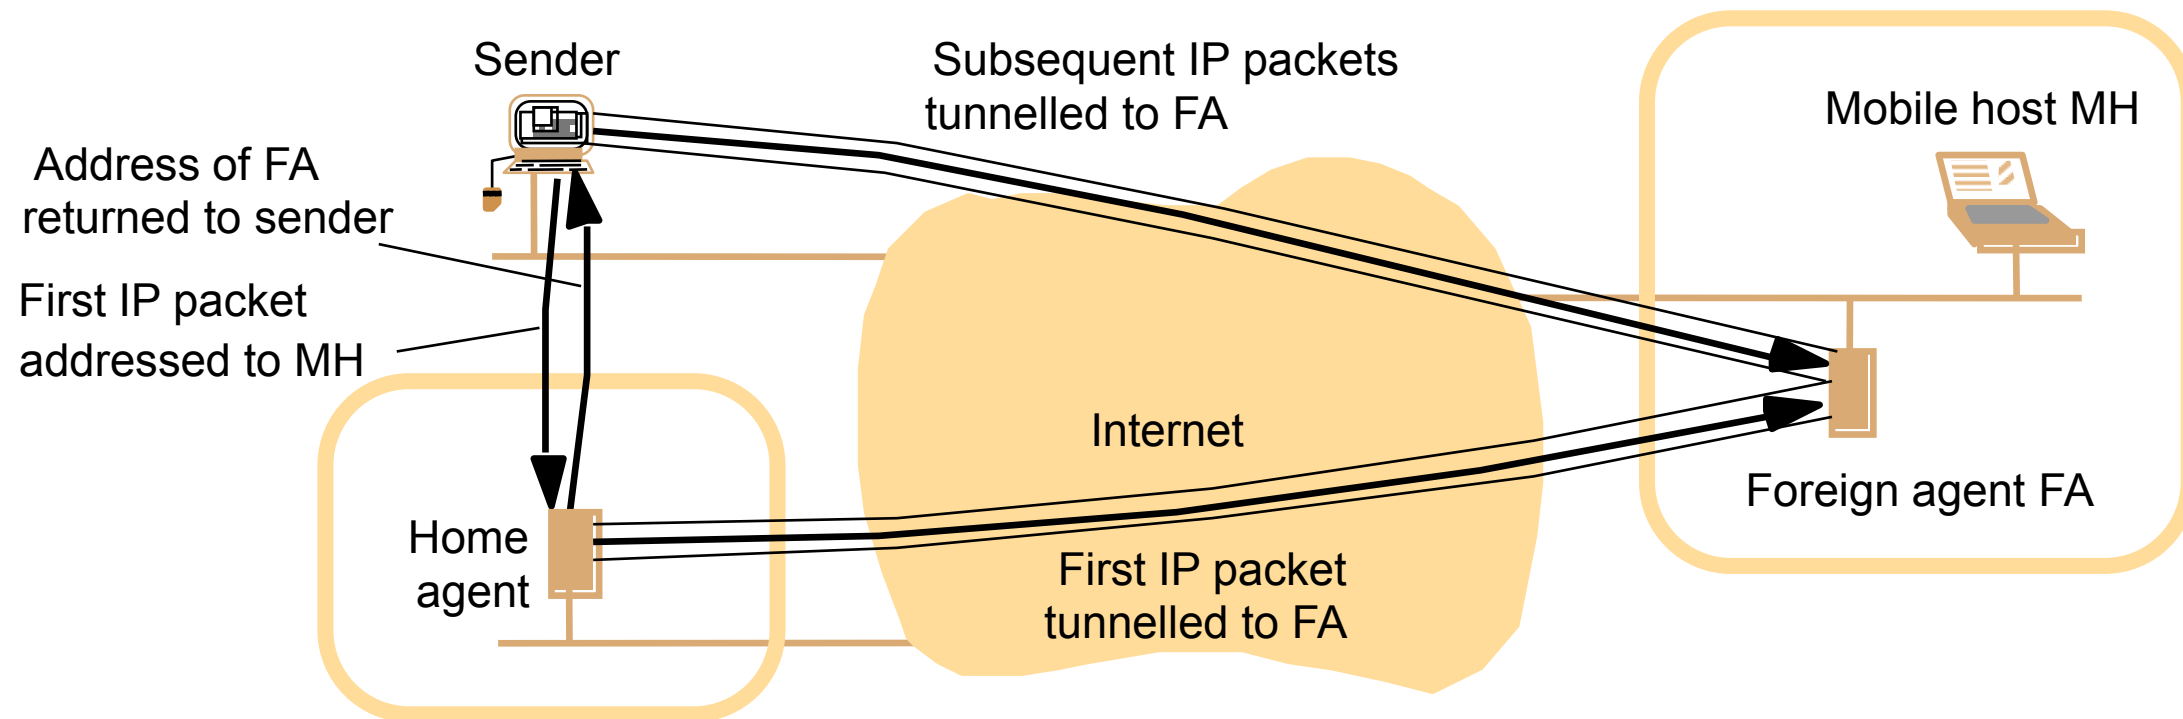 Sender
Subsequent IP packets
tunnelled to FA
Mobile host MH
Address of FA
returned to sender
First IP packet
addressed to MH
Internet
Foreign agent FA
Home
agent
First IP packet
tunnelled to FA